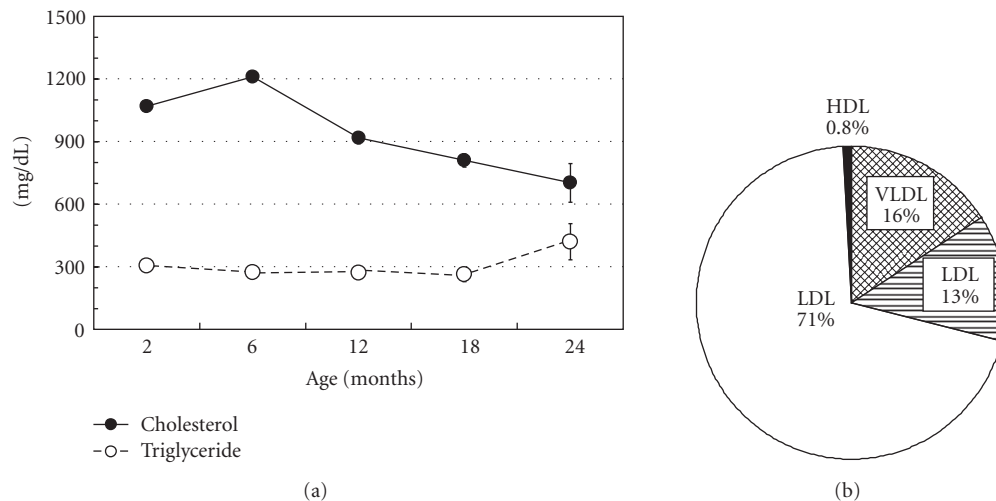 1500
1200
900
600
300
0
(mg/dL)
2 6 12 18 24
Age (months)
Cholesterol
Triglyceride
(a)
HDL
0.8%
VLDL
16%
LDL
13%
LDL
71%
(b)